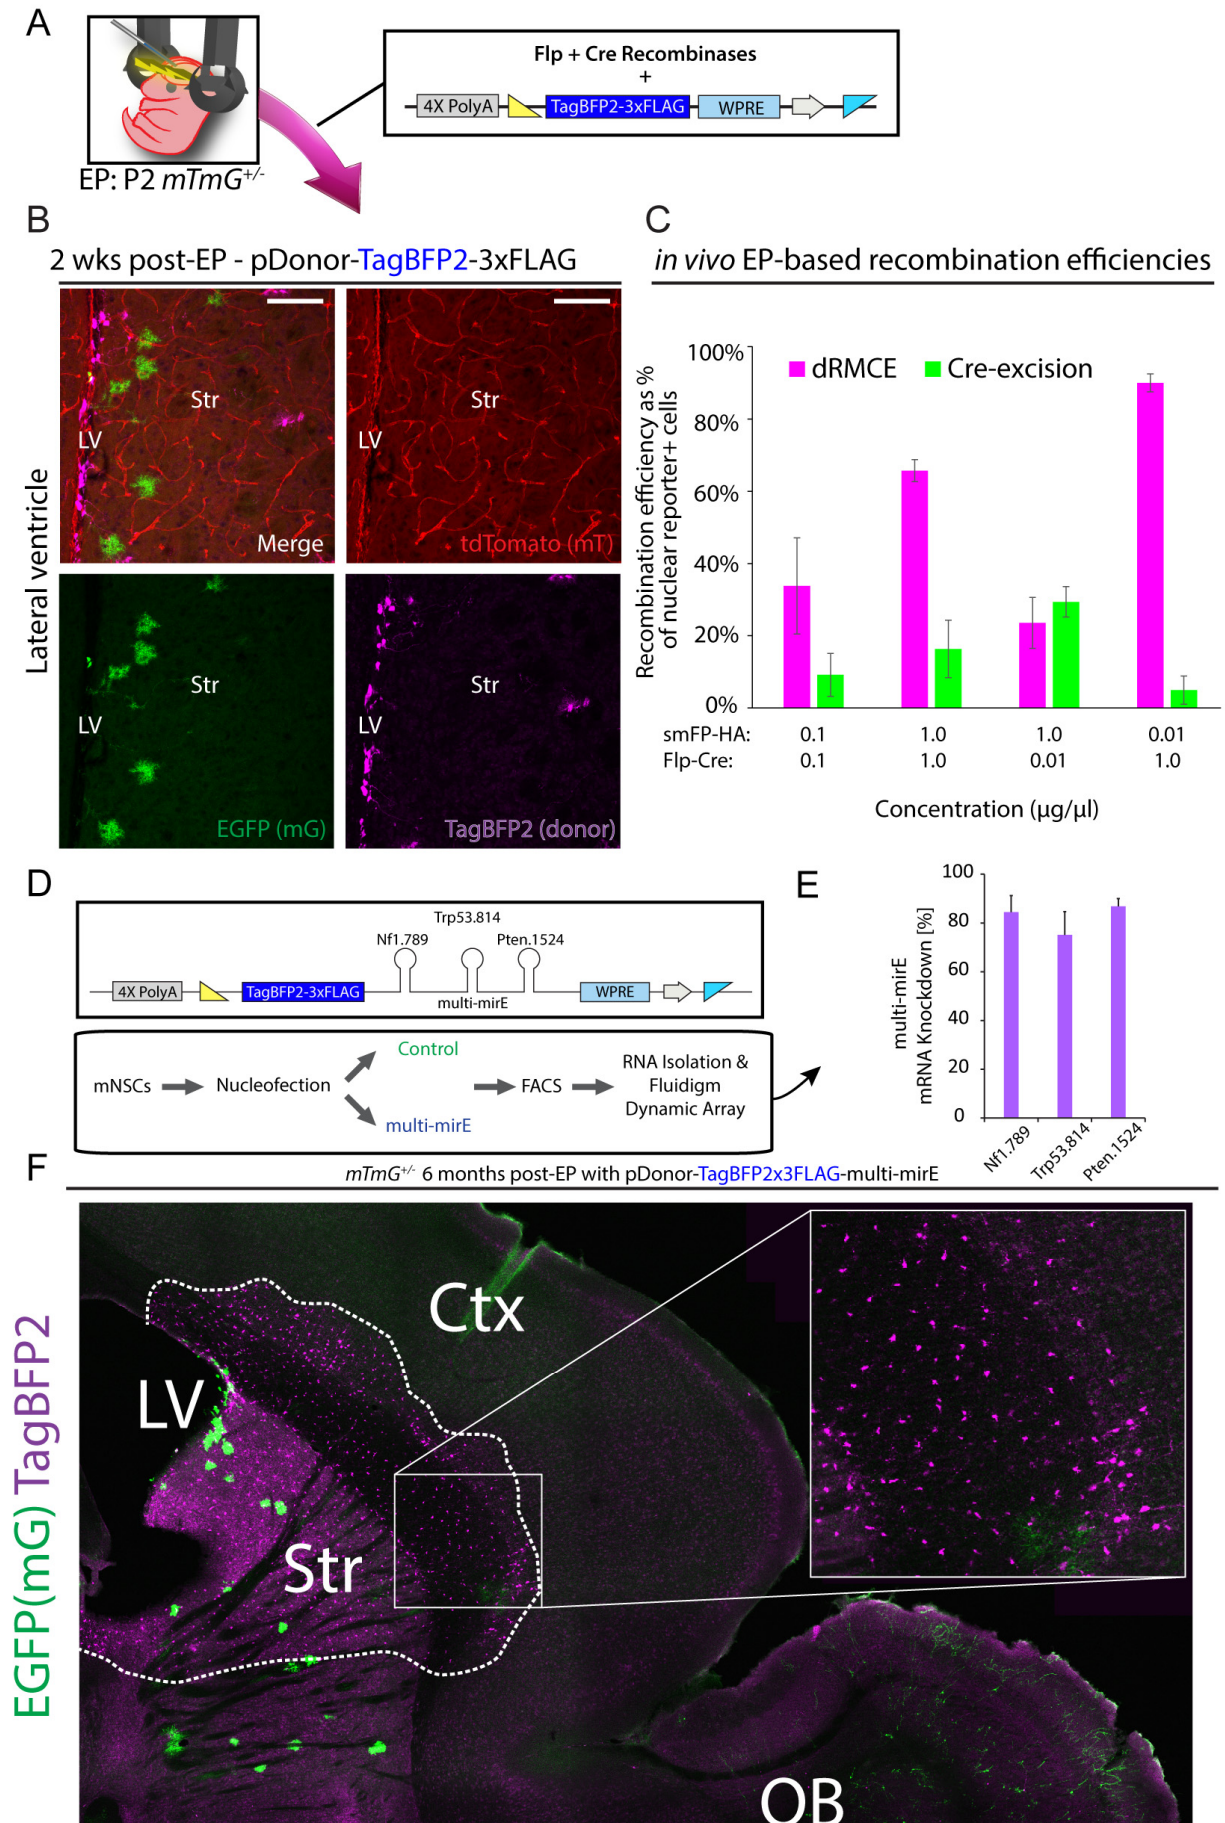 A
Flp + Cre Recombinases
+
4X PolyA
TagBFP2-3xFLAG
WPRE
EP: P2 mTmG+/-
B
2 wks post-EP - pDonor-TagBFP2-3xFLAG
Lateral ventricle
Str
LV
Merge
Str
LV
tdTomato (mT)
Str
LV
EGFP (mG)
Str
LV
TagBFP2 (donor)
C
in vivo EP-based recombination efficiencies
Recombination efficiency as %
of nuclear reporter+ cells
100%
80%
60%
40%
20%
0%
dRMCE
Cre-excision
smFP-HA: 0.1 1.0 1.0 0.01
Flp-Cre: 0.1 1.0 0.01 1.0
Concentration (µg/µl)
D
Trp53.814
Nf1.789
Pten.1524
4X PolyA
TagBFP2-3xFLAG
multi-mirE
WPRE
Control
mNSCs
Nucleofection
multi-mirE
FACS
RNA Isolation &
Fluidigm
Dynamic Array
E
multi-mirE
mRNA Knockdown [%]
100
80
60
40
20
0
Nf1.789
Trp53.814
Pten.1524
F
mTmG+/- 6 months post-EP with pDonor-TagBFP2x3FLAG-multi-mirE
EGFP(mG) TagBFP2
Ctx
LV
Str
OB